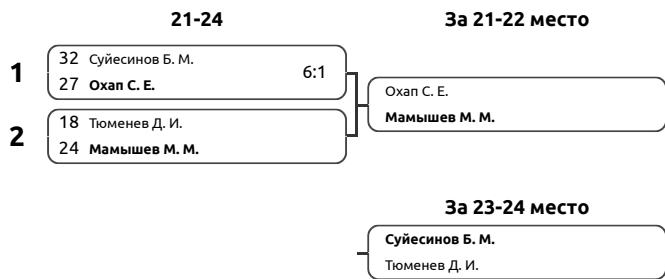 21-24
За 21-22 место
1
32 Суйесинов Б. М.
27 Охап С. Е.
6:1
Охап С. Е.
Мамышев М. М.
2
18 Тюменев Д. И.
24 Мамышев М. М.
За 23-24 место
Суйесинов Б. М.
Тюменев Д. И.